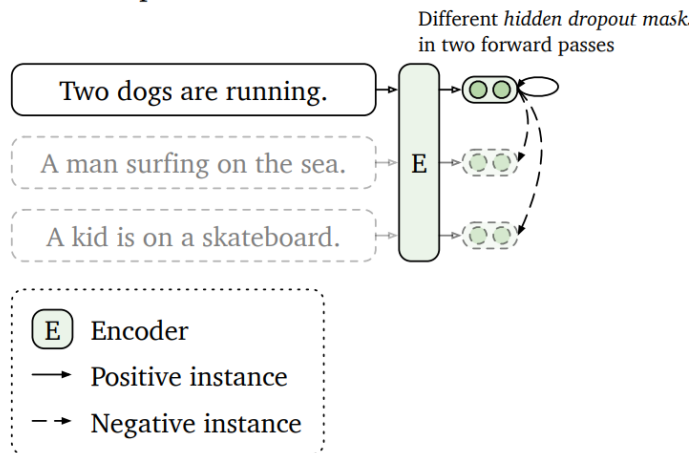 Different hidden dropout mask
in two forward passes
Two dogs are running.
A man surfing on the sea.
E
A kid is on a skateboard.
E Encoder
Positive instance
Negative instance